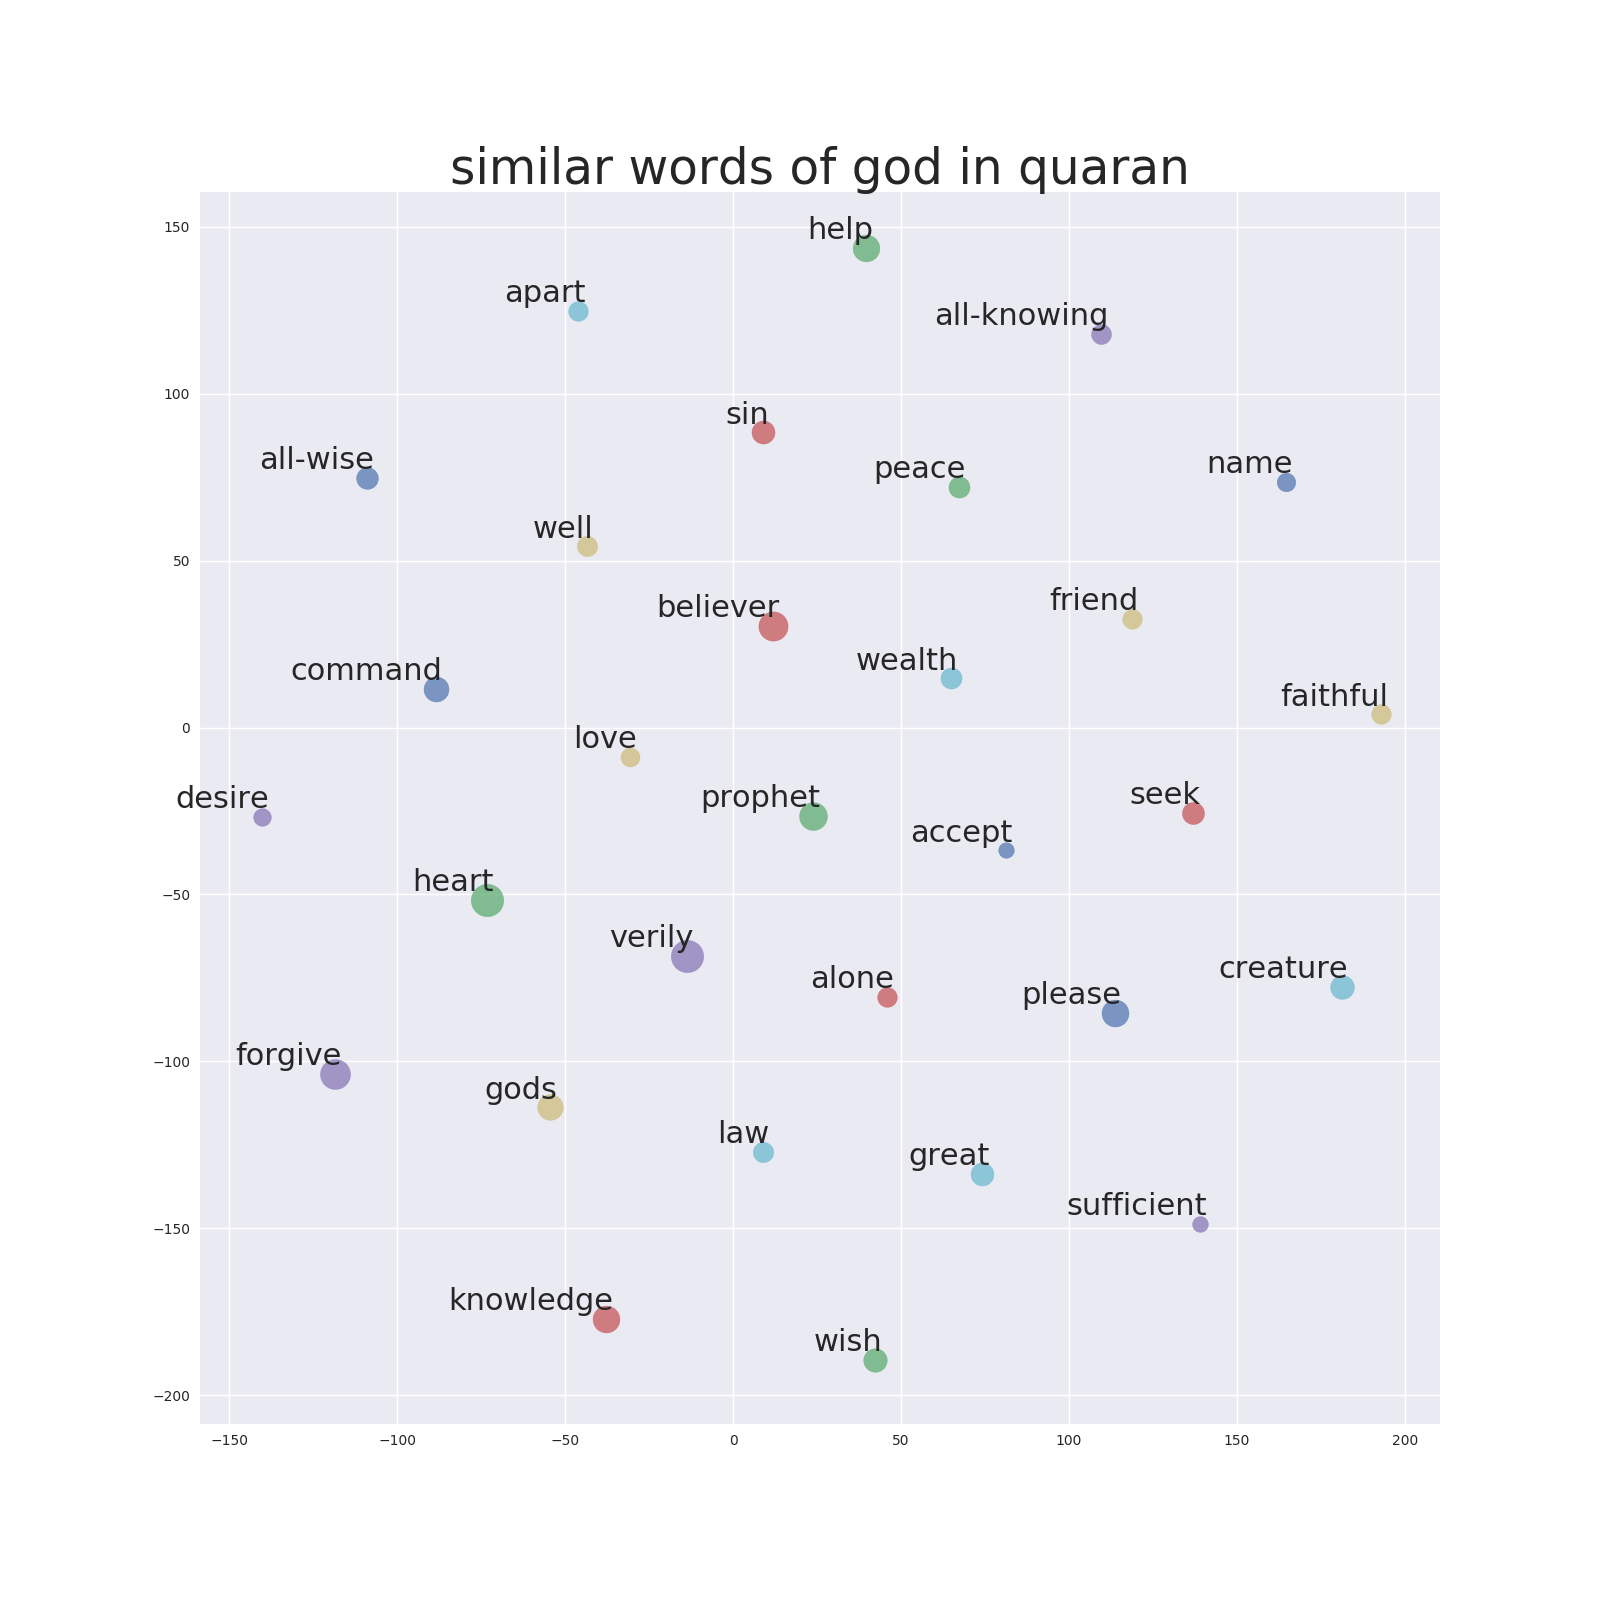 similar words of god in quaran
150
help
apart
all-knowing
100
sin
all-wise
peace
name
well
50
believer
friend
wealth
command
faithful
0
love
desire
prophet
seek
accept
heart
−50
verily
alone
creature
please
forgive
−100
gods
law
great
sufficient
−150
knowledge
wish
−200
−150 −100 −50 0 50 100 150 200